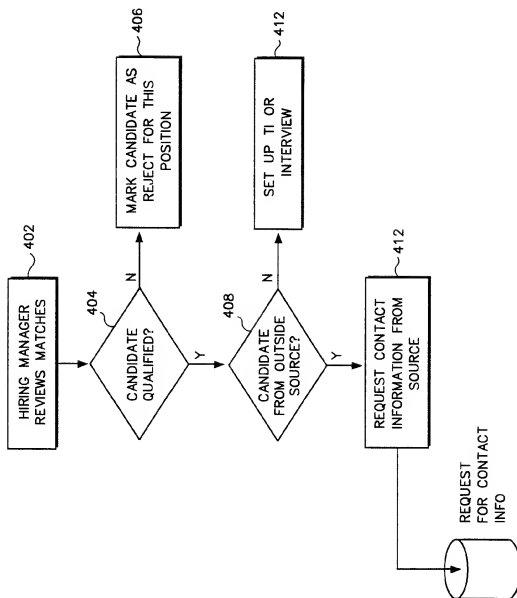 402
HIRING MANAGER
REVIEWS MATCHES
404
CANDIDATE
QUALIFIED?
N
406
MARK CANDIDATE AS
REJECT FOR THIS
POSITION
Y
408
CANDIDATE
FROM OUTSIDE
SOURCE?
N
412
SET UP TI OR
INTERVIEW
Y
412
REQUEST CONTACT
INFORMATION FROM
SOURCE
REQUEST
FOR CONTACT
INFO